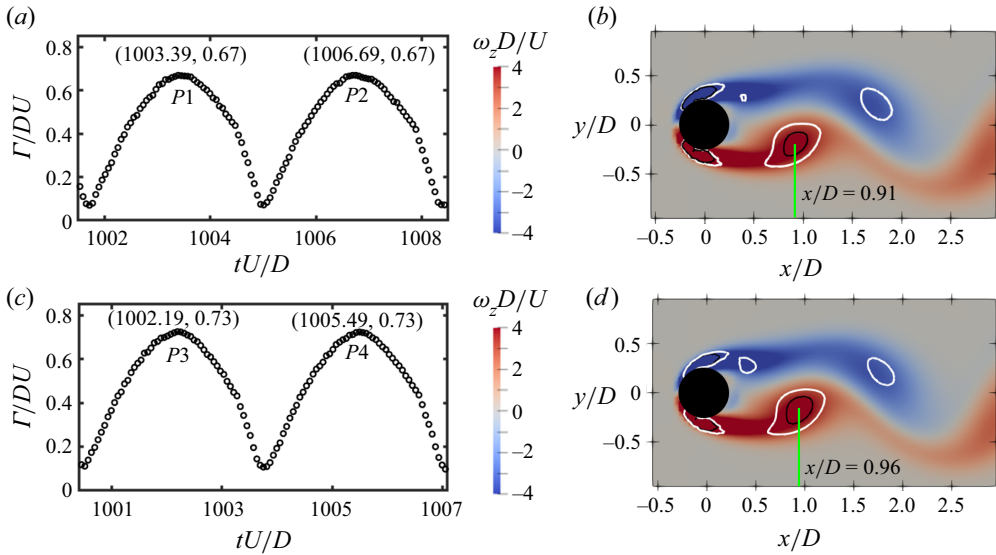 (a)
(1003.39, 0.67) (1006.69, 0.67)
P1 P2
Γ/DU
0.8
0.6
0.4
0.2
0
1002 1004 1006 1008
tU/D
ω_zD/U
4
2
0
−2
−4
(b)
y/D
0.5
0
−0.5
x/D = 0.91
−0.5 0 0.5 1.0 1.5 2.0 2.5
x/D
(c)
(1002.19, 0.73) (1005.49, 0.73)
P3 P4
Γ/DU
0.8
0.6
0.4
0.2
0
1001 1003 1005 1007
tU/D
ω_zD/U
4
2
0
−2
−4
(d)
y/D
0.5
0
−0.5
x/D = 0.96
−0.5 0 0.5 1.0 1.5 2.0 2.5
x/D